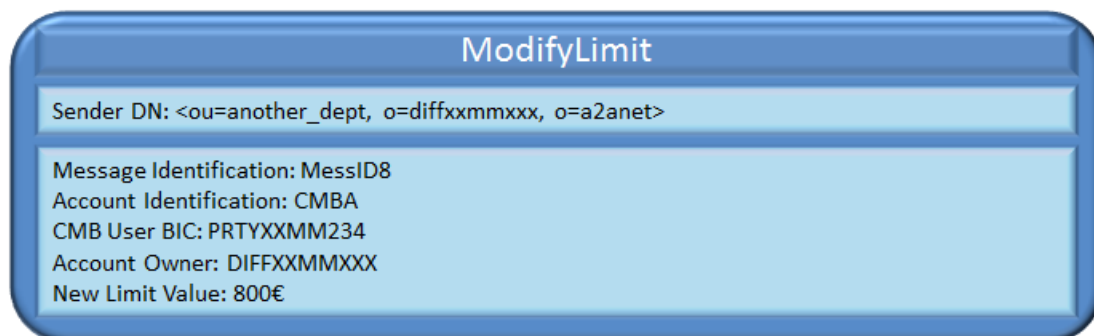 ModifyLimit
Sender DN: <ou=another_dept, o=diffxxmmxxx, o=a2anet>
Message Identification: MessID8
Account Identification: CMBA
CMB User BIC: PRTYXXMM234
Account Owner: DIFFXXMMXXX
New Limit Value: 800€